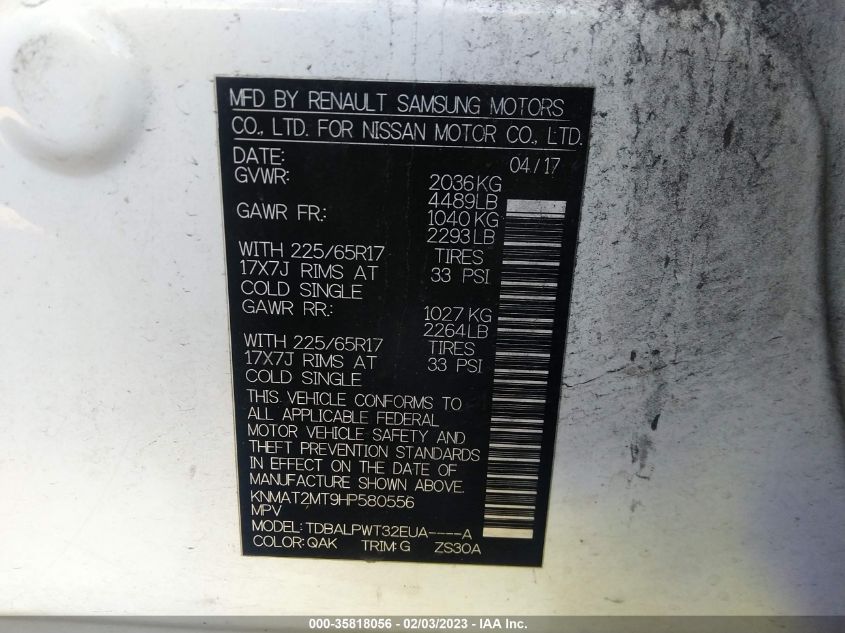 MFD BY RENAULT SAMSUNG MOTORS
CO., LTD. FOR NISSAN MOTOR CO., LTD.
DATE: 04/17
GVWR: 2036KG
4489LB
GAWR FR: 1040KG
2293LB
WITH 225/65R17 TIRES
17X7J RIMS AT 33 PSI
COLD SINGLE
GAWR RR: 1027KG
2264LB
WITH 225/65R17 TIRES
17X7J RIMS AT 33 PSI
COLD SINGLE
THIS VEHICLE CONFORMS TO
ALL APPLICABLE FEDERAL
MOTOR VEHICLE SAFETY AND
THEFT PREVENTION STANDARDS
IN EFFECT ON THE DATE OF
MANUFACTURE SHOWN ABOVE.
KNMAT2MT9HP580556
MPV
MODEL: TDBALPWT32EUA----A
COLOR: QAK TRIM: G ZS30A
000-35818056 - 02/03/2023 - IAA Inc.